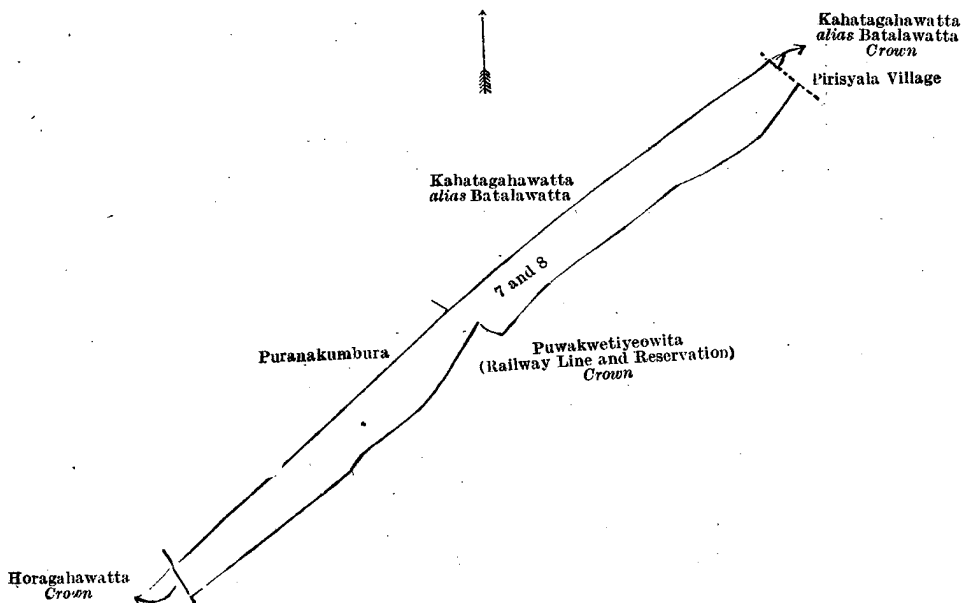 Kahatagahawatta
alias Batalawatta
Crown
Pirisyala Village
Kahatagahawatta
alias Batalawatta
7 and 8
Puranakumbura
Puwakwetiyeowita
(Railway Line and Reservation)
Crown
Horagahawatta
Crown